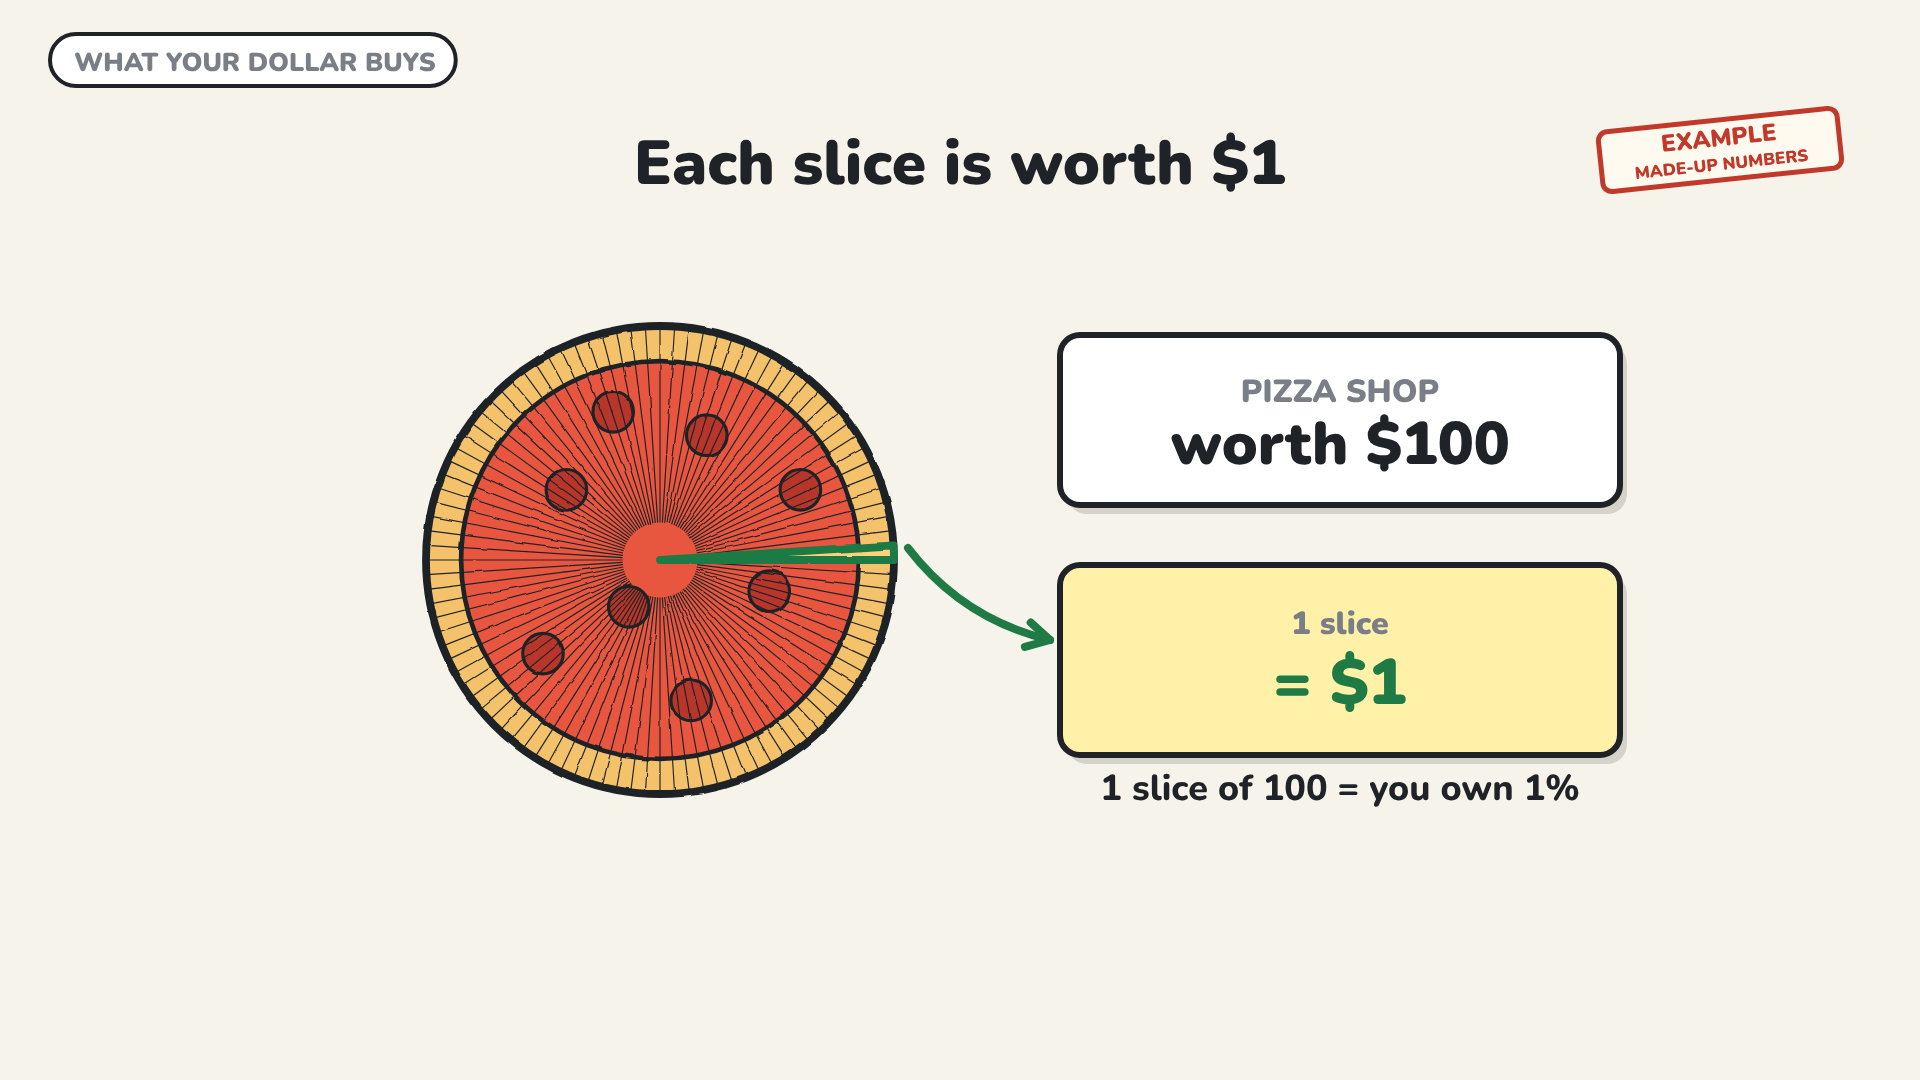 WHAT YOUR DOLLAR BUYS
Each slice is worth $1
EXAMPLE
MADE-UP NUMBERS
PIZZA SHOP
worth $100
1 slice
= $1
1 slice of 100 = you own 1%